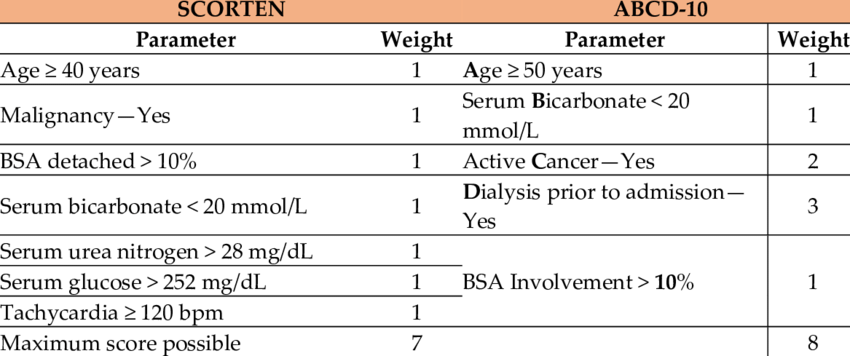 SCORTEN ABCD-10
Parameter Weight Parameter Weight
Age ≥ 40 years 1 Age ≥ 50 years 1
Malignancy—Yes 1 Serum Bicarbonate < 20
mmol/L 1
BSA detached > 10% 1 Active Cancer—Yes 2
Serum bicarbonate < 20 mmol/L 1 Dialysis prior to admission—
Yes 3
Serum urea nitrogen > 28 mg/dL 1
Serum glucose > 252 mg/dL 1 BSA Involvement > 10% 1
Tachycardia ≥ 120 bpm 1
Maximum score possible 7 8